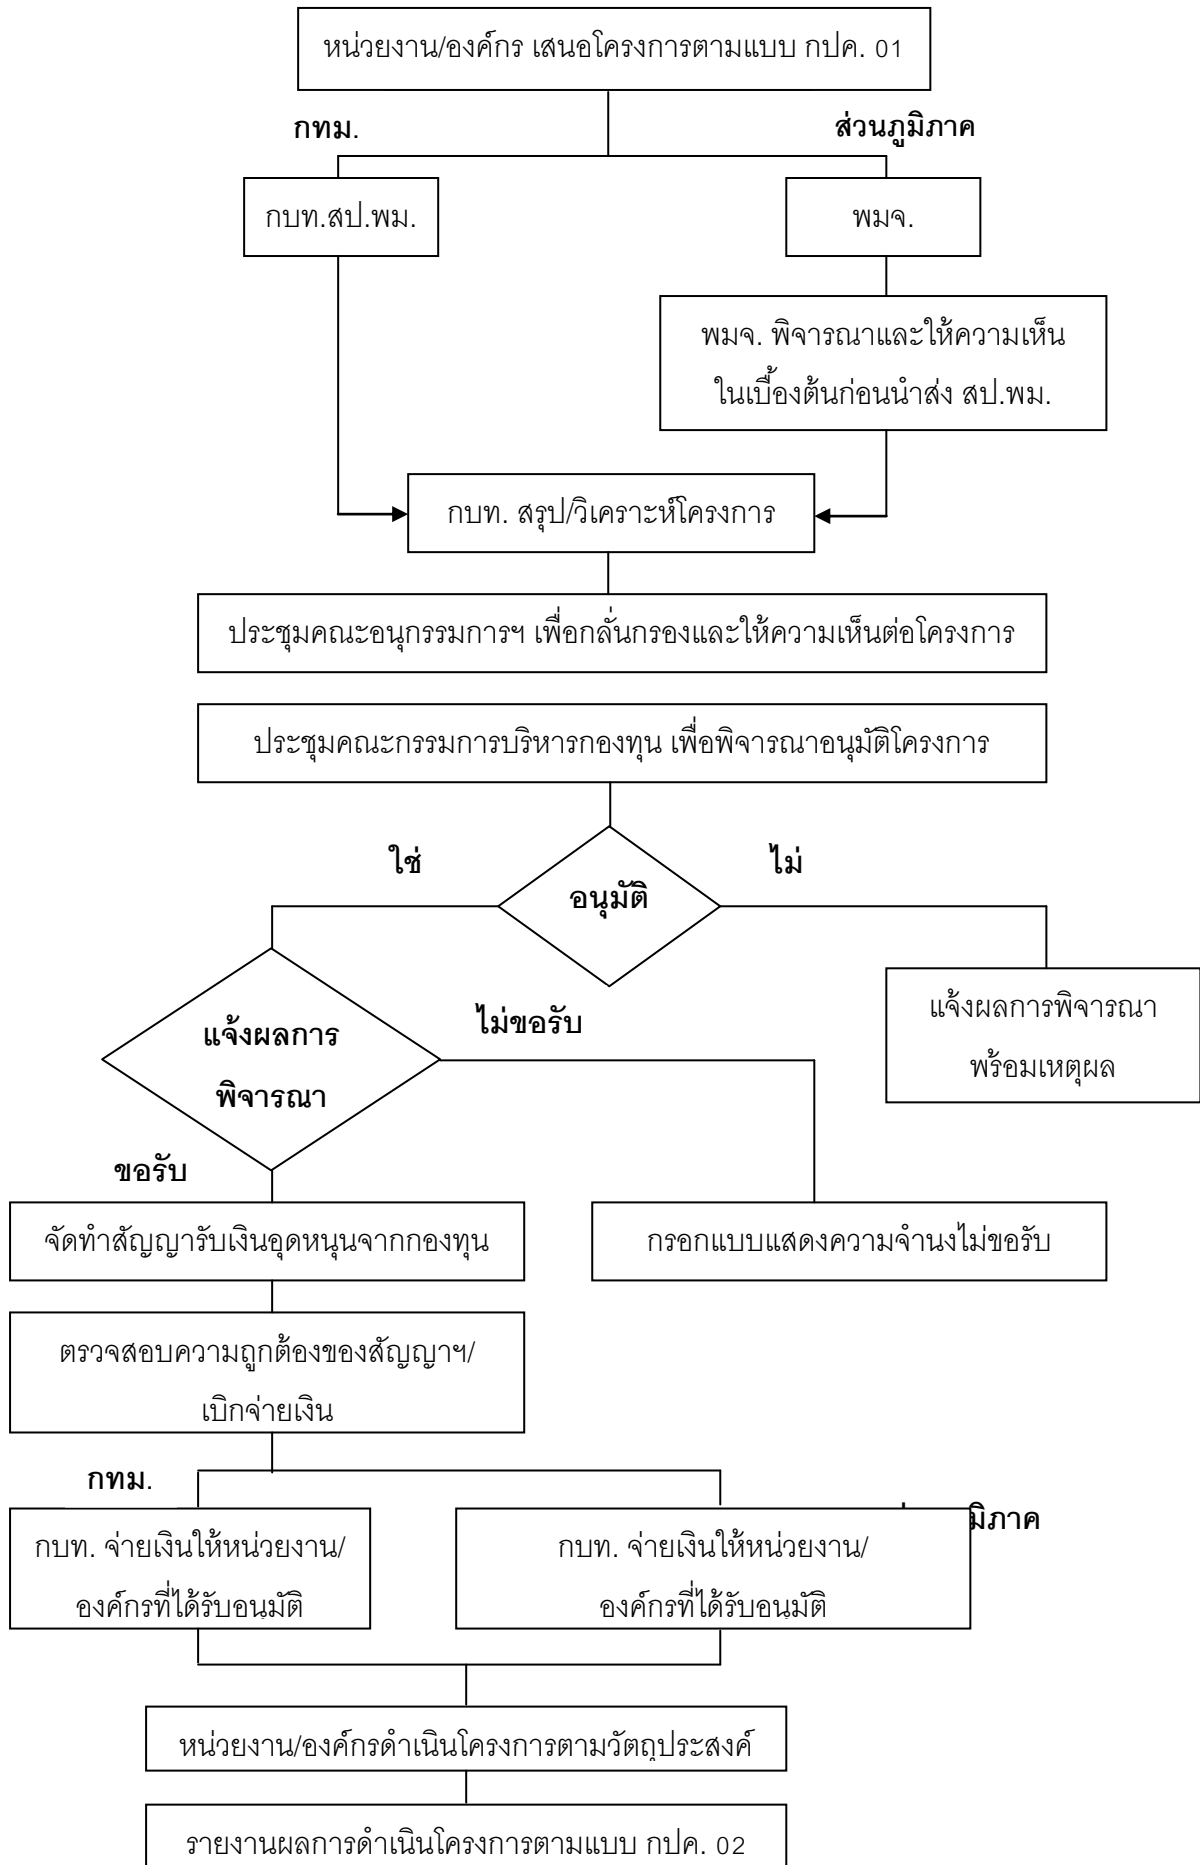 หน่วยงาน/องค์กร เสนอโครงการตามแบบ กปค. 01
กทม.
ส่วนภูมิภาค
กบท.สป.พม.
พมจ.
พมจ. พิจารณาและให้ความเห็น
ในเบื้องต้นก่อนนำส่ง สป.พม.
กบท. สรุป/วิเคราะห์โครงการ
ประชุมคณะอนุกรรมการฯ เพื่อกลั่นกรองและให้ความเห็นต่อโครงการ
ประชุมคณะกรรมการบริหารกองทุน เพื่อพิจารณาอนุมัติโครงการ
ใช่
ไม่
อนุมัติ
แจ้งผลการพิจารณา
พร้อมเหตุผล
ไม่ขอรับ
แจ้งผลการ
พิจารณา
ขอรับ
จัดทำสัญญารับเงินอุดหนุนจากกองทุน
กรอกแบบแสดงความจำนงไม่ขอรับ
ตรวจสอบความถูกต้องของสัญญาฯ/
เบิกจ่ายเงิน
กทม.
มิภาค
กบท. จ่ายเงินให้หน่วยงาน/
องค์กรที่ได้รับอนุมัติ
กบท. จ่ายเงินให้หน่วยงาน/
องค์กรที่ได้รับอนุมัติ
หน่วยงาน/องค์กรดำเนินโครงการตามวัตถุประสงค์
รายงานผลการดำเนินโครงการตามแบบ กปค. 02